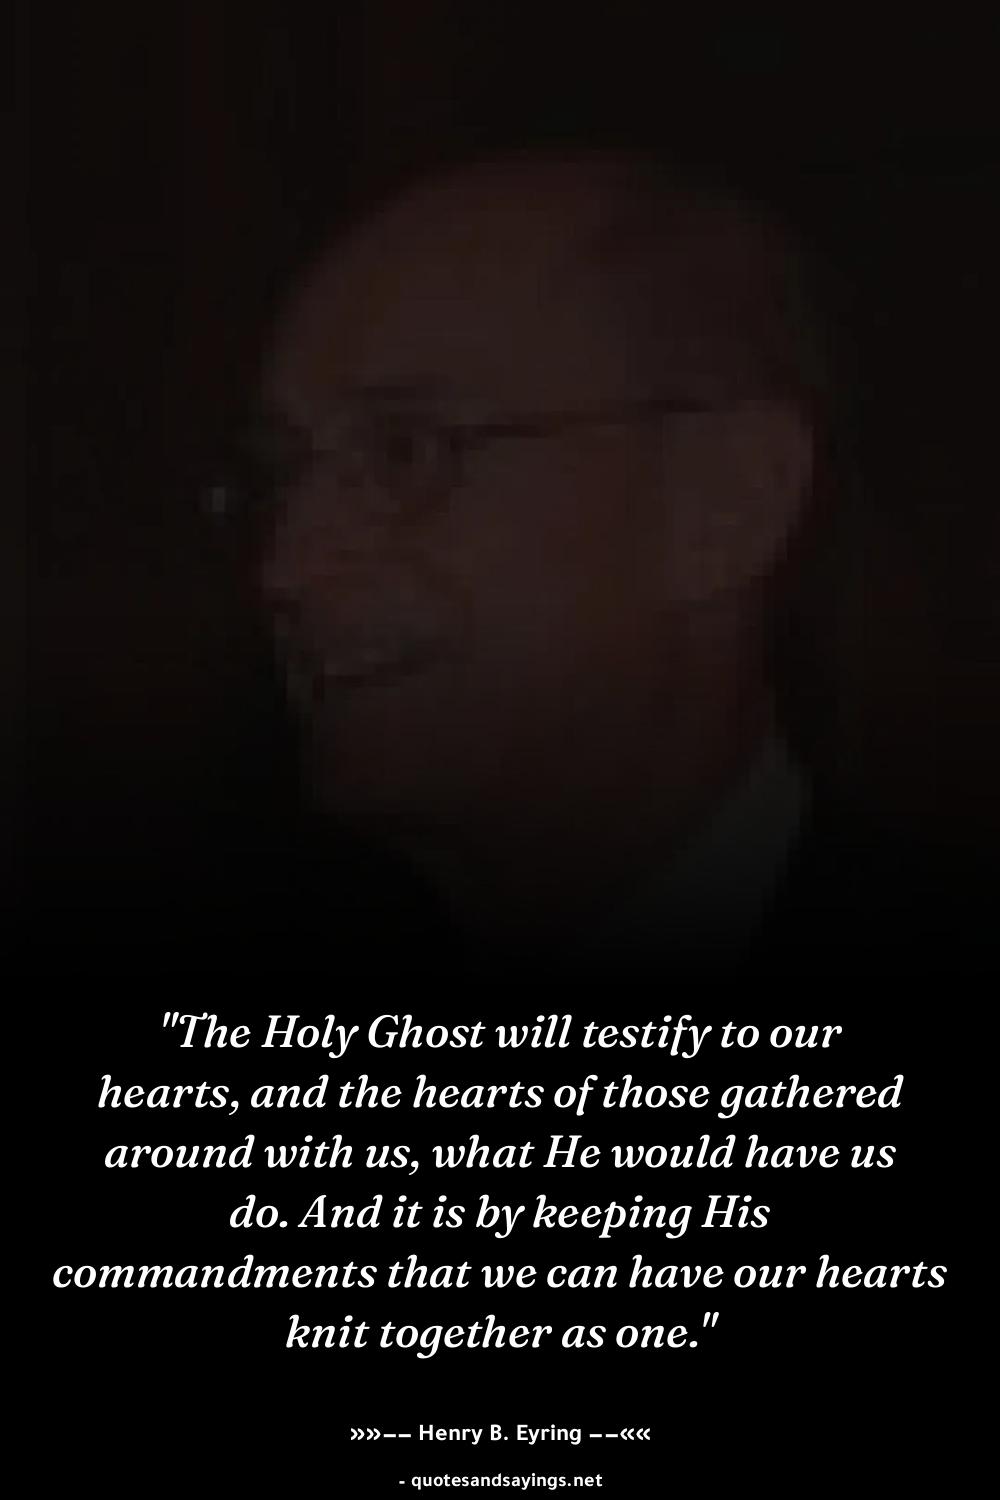 "The Holy Ghost will testify to our
hearts, and the hearts of those gathered
around with us, what He would have us
do. And it is by keeping His
commandments that we can have our hearts
knit together as one."
»»−− Henry B. Eyring −−««
- quotesandsayings.net